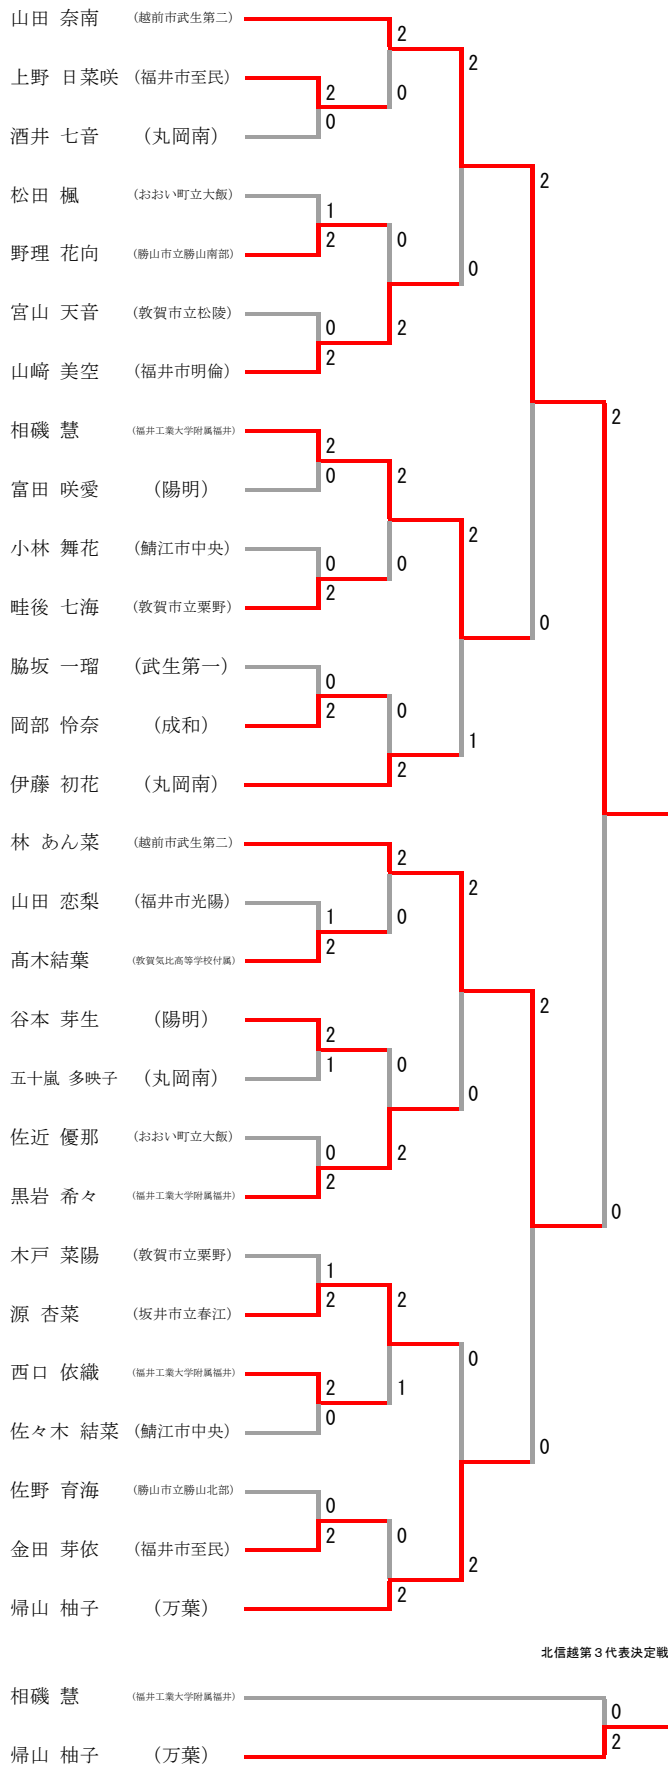 山田 奈南 (越前市武生第二)
2
2
上野 日菜咲 (福井市至民)
2
0
0
酒井 七音 (丸岡南)
2
松田 楓 (おおい町立大飯)
1
2
0
野理 花向 (勝山市立勝山南部)
0
宮山 天音 (敦賀市立松陵)
0
2
2
山﨑 美空 (福井市明倫)
2
相磯 慧 (福井工業大学附属福井)
2
0
2
富田 咲愛 (陽明)
2
小林 舞花 (鯖江市中央)
0
2
0
畦後 七海 (敦賀市立粟野)
0
脇坂 一瑠 (武生第一)
0
2
0
岡部 怜奈 (成和)
1
2
伊藤 初花 (丸岡南)
林 あん菜 (越前市武生第二)
2
2
山田 恋梨 (福井市光陽)
1
2
0
髙木結葉 (敦賀気比高等学校付属)
2
谷本 芽生 (陽明)
2
1
0
五十嵐 多映子 (丸岡南)
0
佐近 優那 (おおい町立大飯)
0
2
2
黒岩 希々 (福井工業大学附属福井)
0
木戸 菜陽 (敦賀市立粟野)
1
2
2
源 杏菜 (坂井市立春江)
0
西口 依織 (福井工業大学附属福井)
2
0
1
佐々木 結菜 (鯖江市中央)
0
佐野 育海 (勝山市立勝山北部)
0
2
0
金田 芽依 (福井市至民)
2
2
帰山 柚子 (万葉)
北信越第３代表決定戦
相磯 慧 (福井工業大学附属福井)
0
2
帰山 柚子 (万葉)